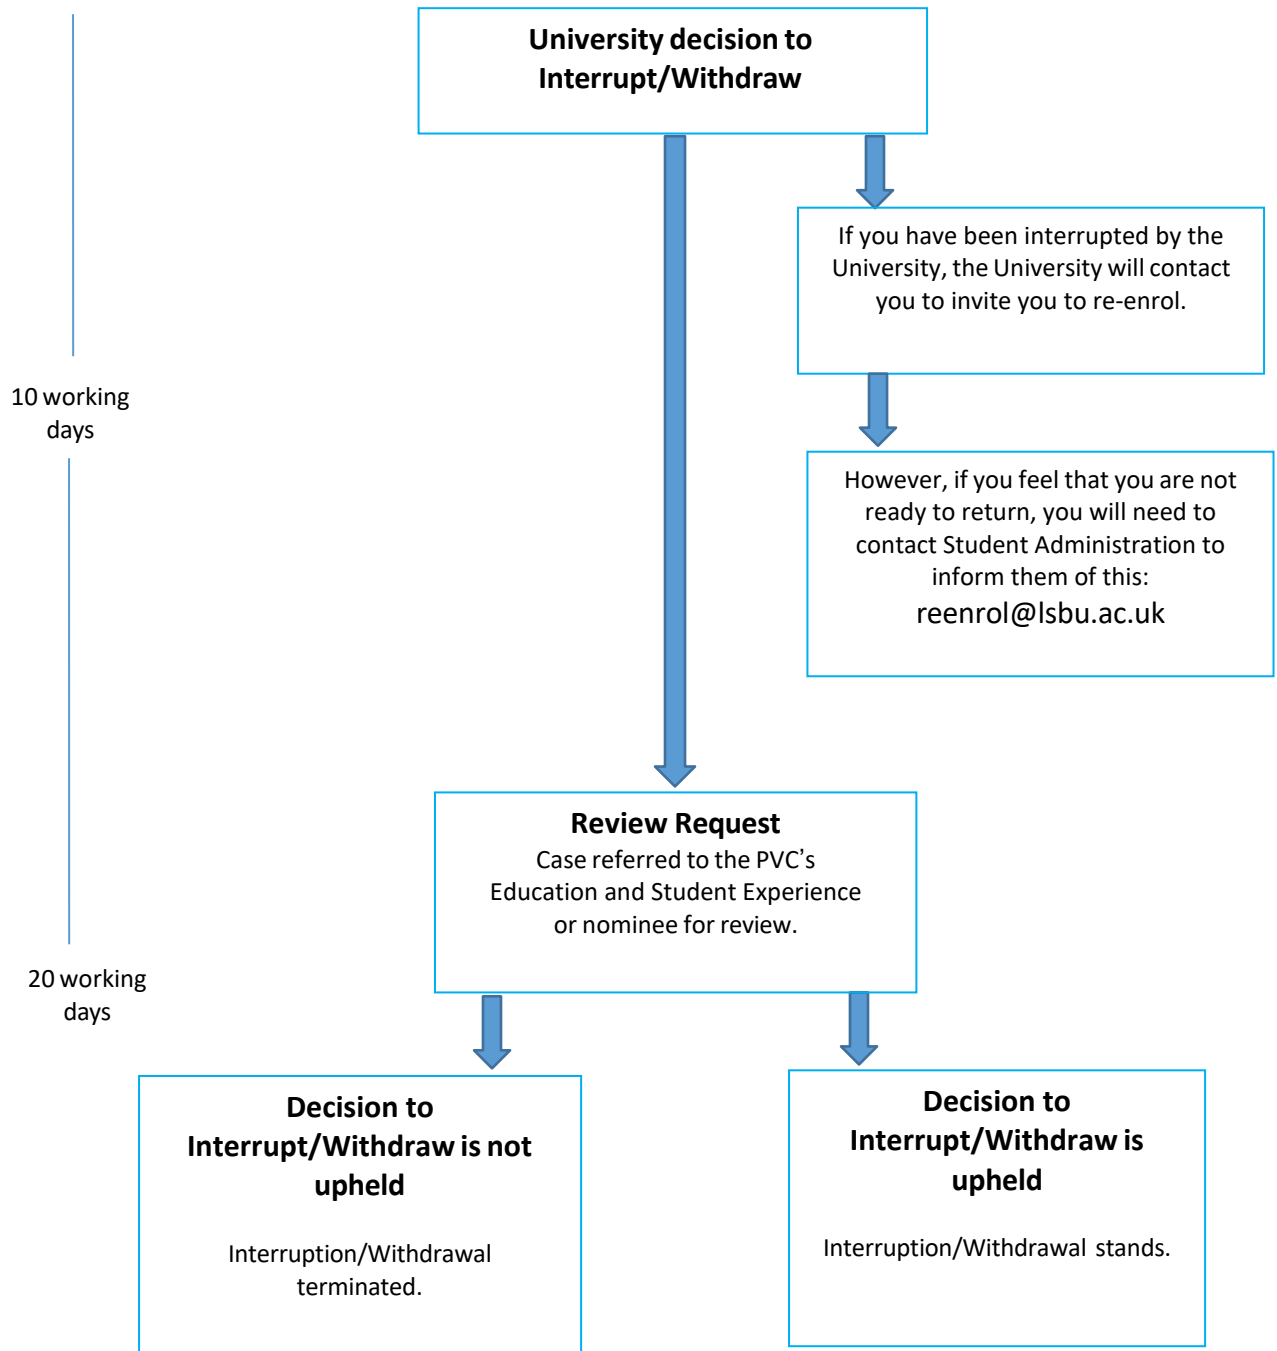 University decision to
Interrupt/Withdraw
If you have been interrupted by the
University, the University will contact
you to invite you to re-enrol.
10 working
days
However, if you feel that you are not
ready to return, you will need to
contact Student Administration to
inform them of this:
reenrol@lsbu.ac.uk
Review Request
Case referred to the PVC’s
Education and Student Experience
or nominee for review.
20 working
days
Decision to
Interrupt/Withdraw is not
upheld
Interruption/Withdrawal
terminated.
Decision to
Interrupt/Withdraw is
upheld
Interruption/Withdrawal stands.